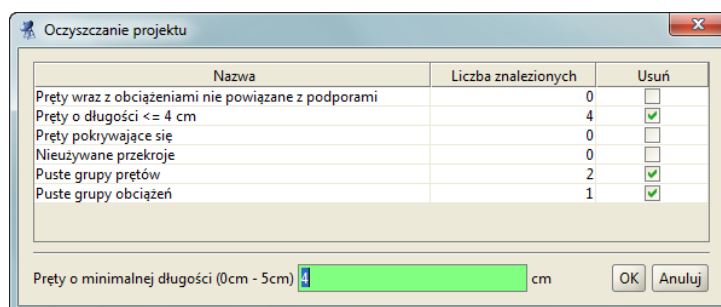 Oczyszczanie projektu
Nazwa Liczba znalezionych Usuń
Pręty wraz z obciążeniami nie powiązane z podporami 0
Pręty o długości <= 4 cm 4
Pręty pokrywające się 0
Nieużywane przekroje 0
Puste grupy prętów 2
Puste grupy obciążeń 1
Pręty o minimalnej długości (0cm - 5cm) 4 cm OK Anuluj